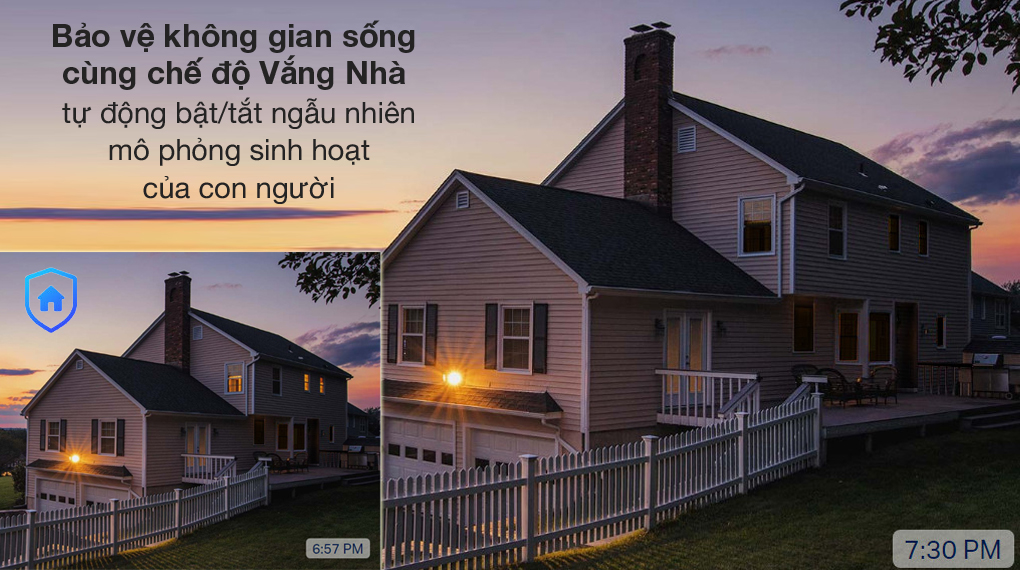 Bảo vệ không gian sống
cùng chế độ Vắng Nhà
tự động bật/tắt ngẫu nhiên
mô phỏng sinh hoạt
của con người
6:57 PM
7:30 PM